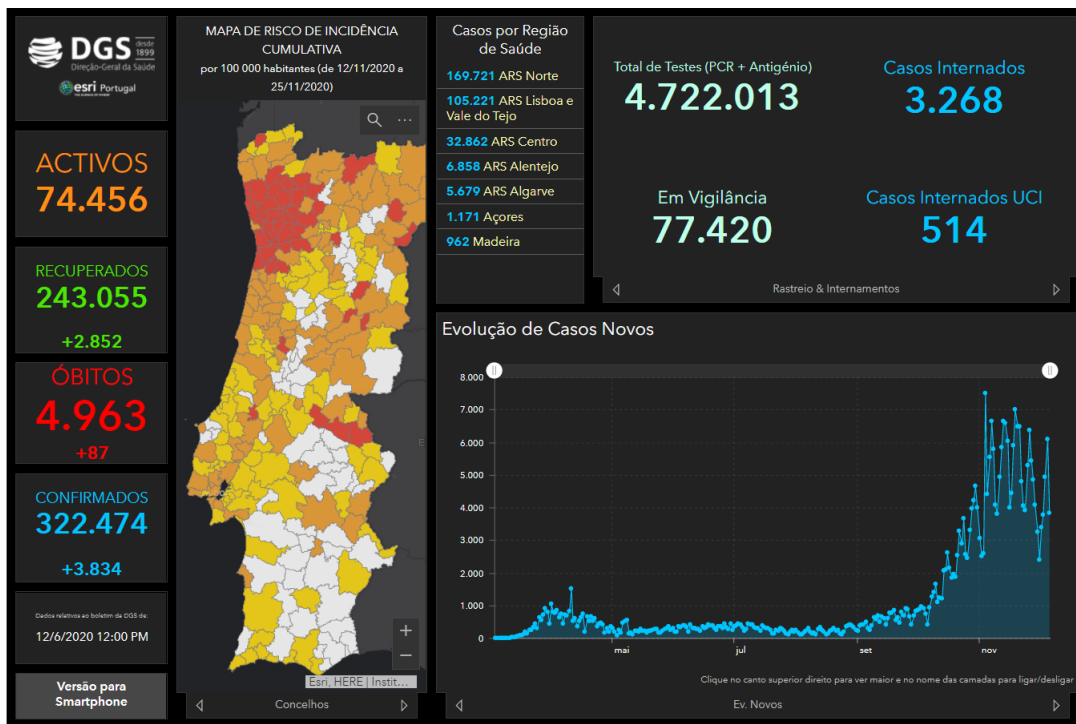 DGS desde 1899
Direção-Geral da Saúde
esri Portugal
THE SCIENCE OF WHERE
ACTIVOS
74.456
RECUPERADOS
243.055
+2.852
ÓBITOS
4.963
+87
CONFIRMADOS
322.474
+3.834
Dados relativos ao boletim da DGS de:
12/6/2020 12:00 PM
Versão para
Smartphone
MAPA DE RISCO DE INCIDÊNCIA
CUMULATIVA
por 100 000 habitantes (de 12/11/2020 a
25/11/2020)
Esri, HERE | Instit...
Concelhos
Casos por Região
de Saúde
169.721 ARS Norte
105.221 ARS Lisboa e
Vale do Tejo
32.862 ARS Centro
6.858 ARS Alentejo
5.679 ARS Algarve
1.171 Açores
962 Madeira
Total de Testes (PCR + Antigénio)
4.722.013
Casos Internados
3.268
Em Vigilância
77.420
Casos Internados UCI
514
Rastreio & Internamentos
Evolução de Casos Novos
8.000
7.000
6.000
5.000
4.000
3.000
2.000
1.000
0
mai jul set nov
Clique no canto superior direito para ver maior e no nome das camadas para ligar/desligar
Ev. Novos